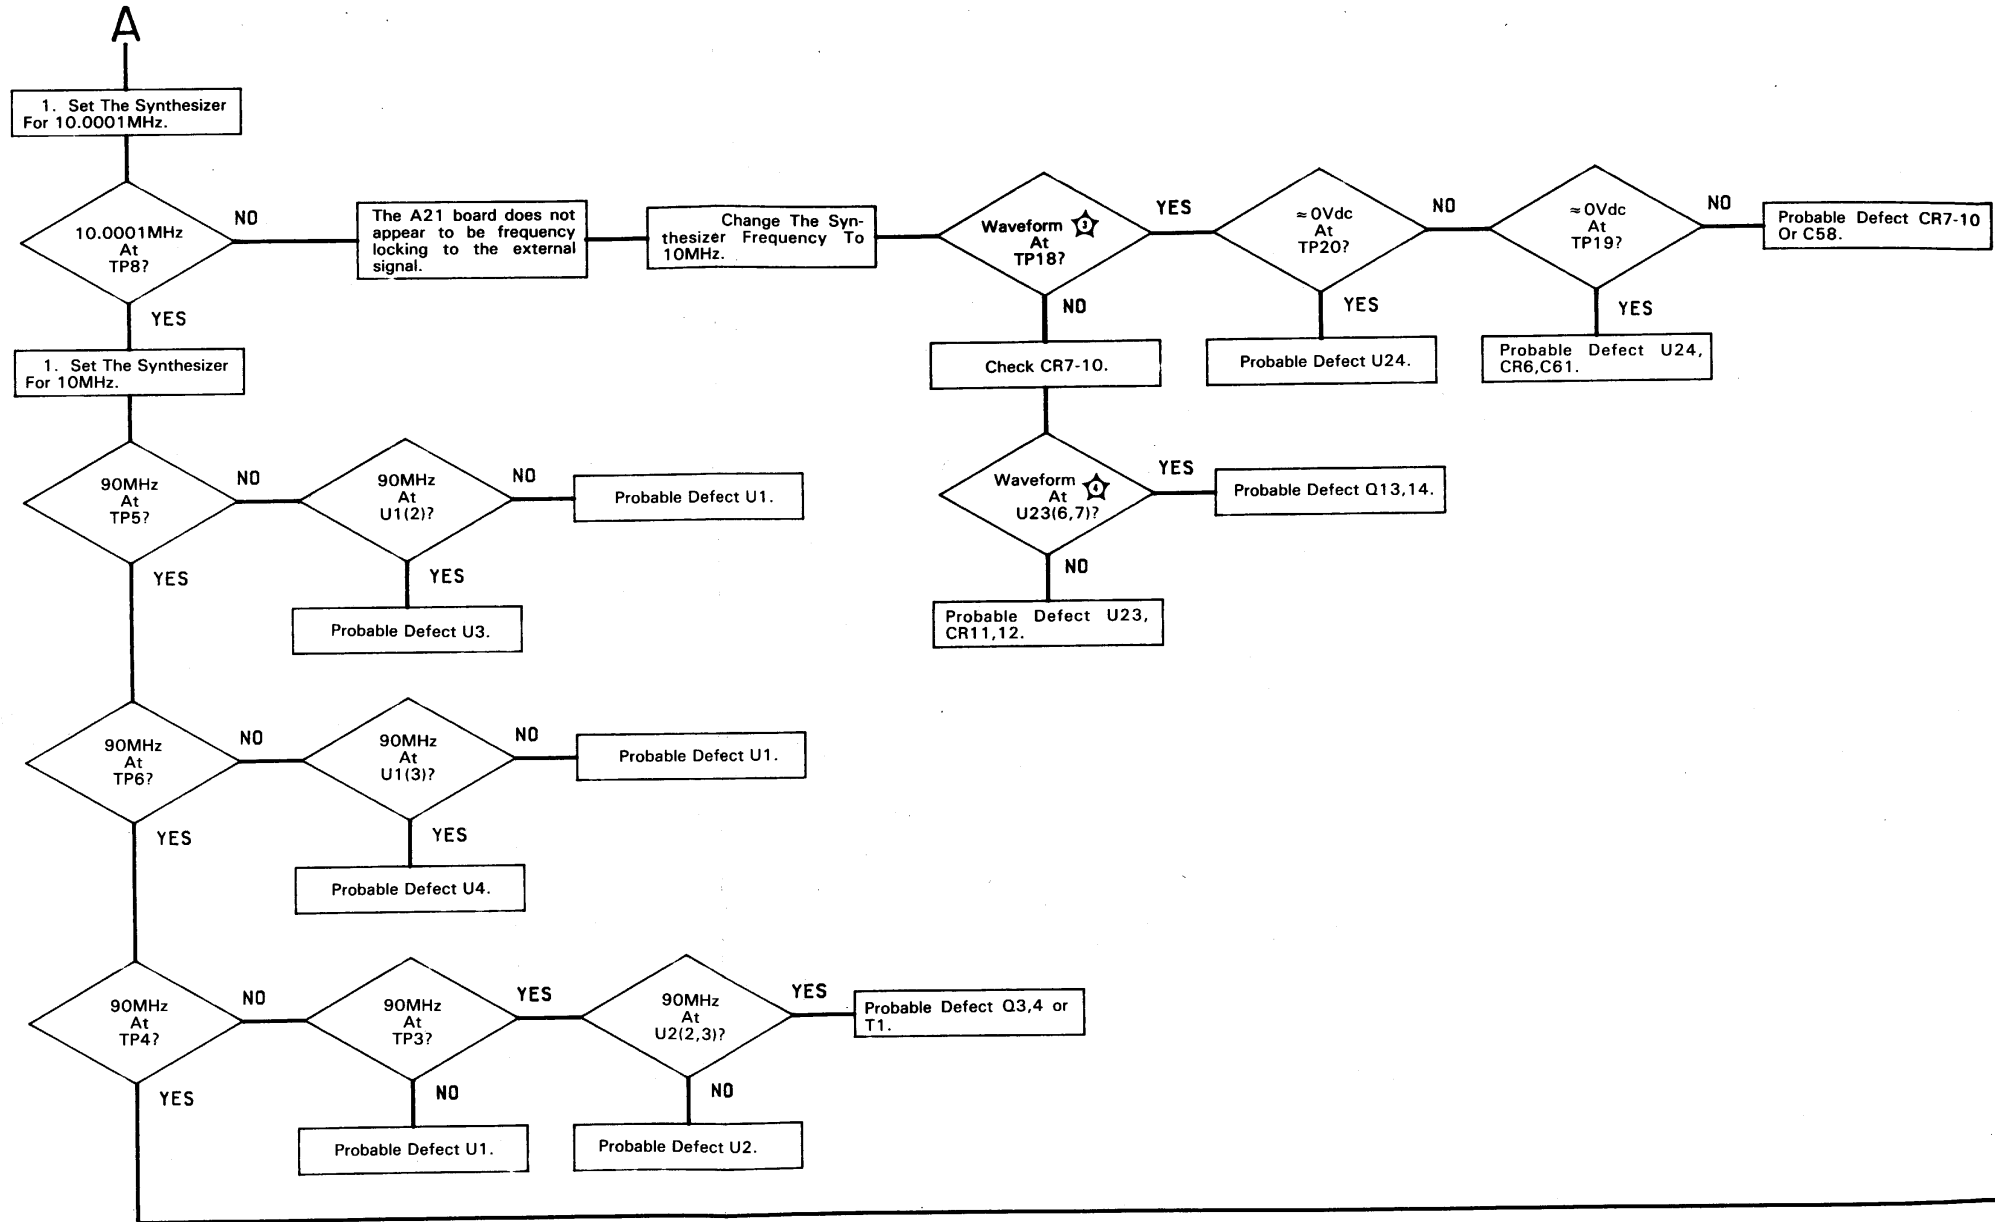 A
1. Set The Synthesizer
For 10.0001MHz.
10.0001MHz
At
TP8?
NO
The A21 board does not
appear to be frequency
locking to the external
signal.
Change The Syn-
thesizer Frequency To
10MHz.
Waveform 3
At
TP18?
YES
≈0Vdc
At
TP20?
NO
≈0Vdc
At
TP19?
NO
Probable Defect CR7-10
Or C58.
YES
NO
YES
YES
1. Set The Synthesizer
For 10MHz.
Check CR7-10.
Probable Defect U24.
Probable Defect U24,
CR6,C61.
90MHz
At
TP5?
NO
90MHz
At
U1(2)?
NO
Probable Defect U1.
Waveform 4
At
U23(6,7)?
YES
Probable Defect Q13,14.
YES
YES
NO
Probable Defect U3.
Probable Defect U23,
CR11,12.
90MHz
At
TP6?
NO
90MHz
At
U1(3)?
NO
Probable Defect U1.
YES
YES
Probable Defect U4.
90MHz
At
TP4?
NO
90MHz
At
TP3?
YES
90MHz
At
U2(2,3)?
YES
Probable Defect Q3,4 or
T1.
YES
NO
NO
Probable Defect U1.
Probable Defect U2.